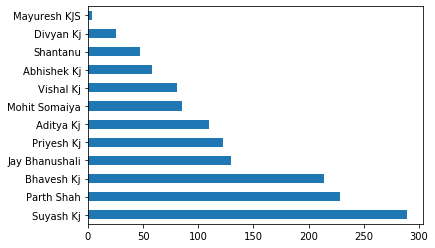 Mayuresh KJS
Divyan Kj
Shantanu
Abhishek Kj
Vishal Kj
Mohit Somaiya
Aditya Kj
Priyesh Kj
Jay Bhanushali
Bhavesh Kj
Parth Shah
Suyash Kj
0 50 100 150 200 250 300